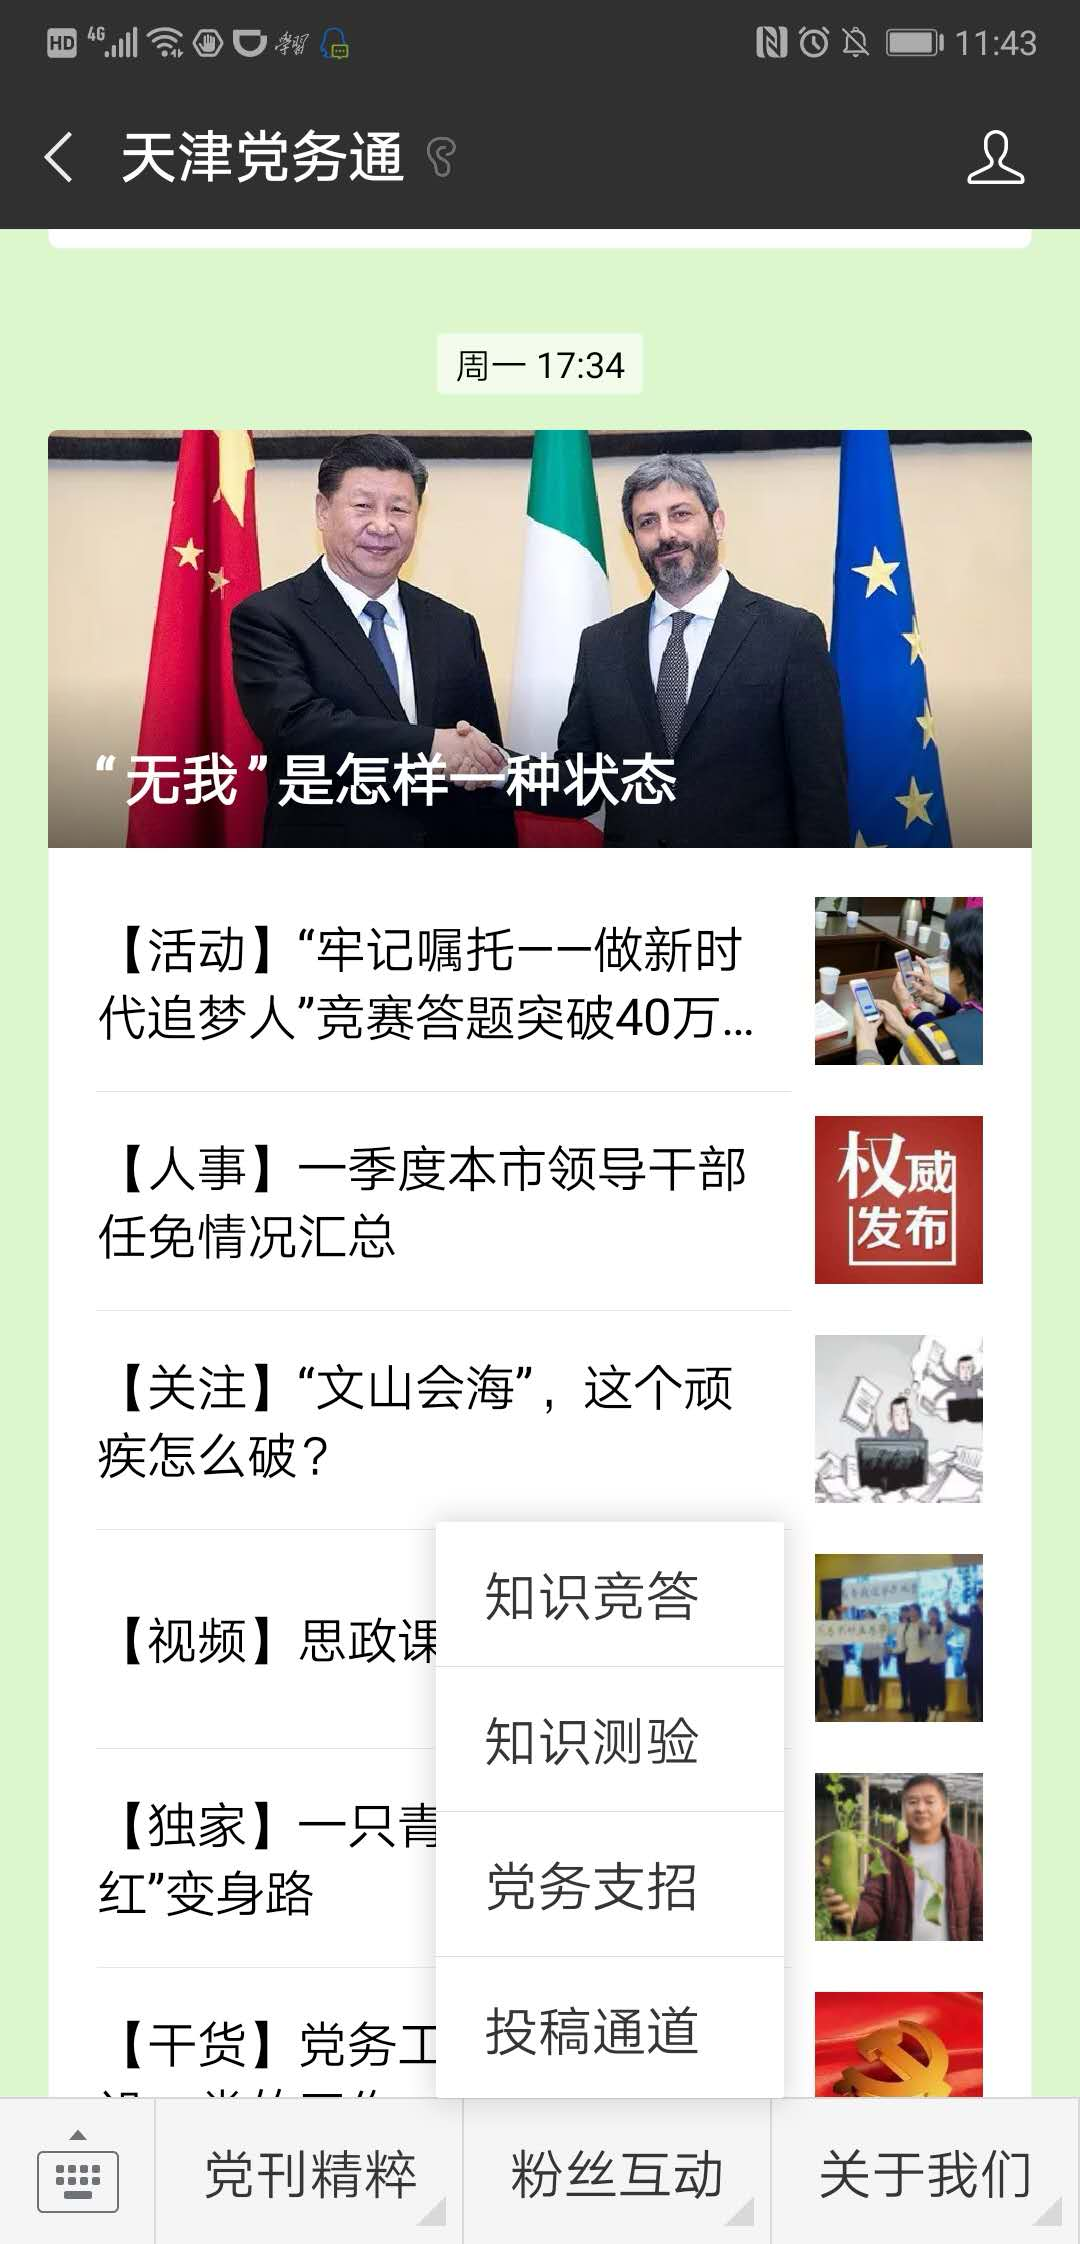 HD 4G 学習 11:43
天津党务通
周一 17:34
“无我”是怎样一种状态
【活动】“牢记嘱托——做新时
代追梦人”竞赛答题突破40万...
【人事】一季度本市领导干部
任免情况汇总
权威
发布
【关注】“文山会海”，这个顽
疾怎么破？
【视频】思政课
【独家】一只青
红”变身路
【干货】党务工
知识竞答
知识测验
党务支招
投稿通道
党刊精粹
粉丝互动
关于我们